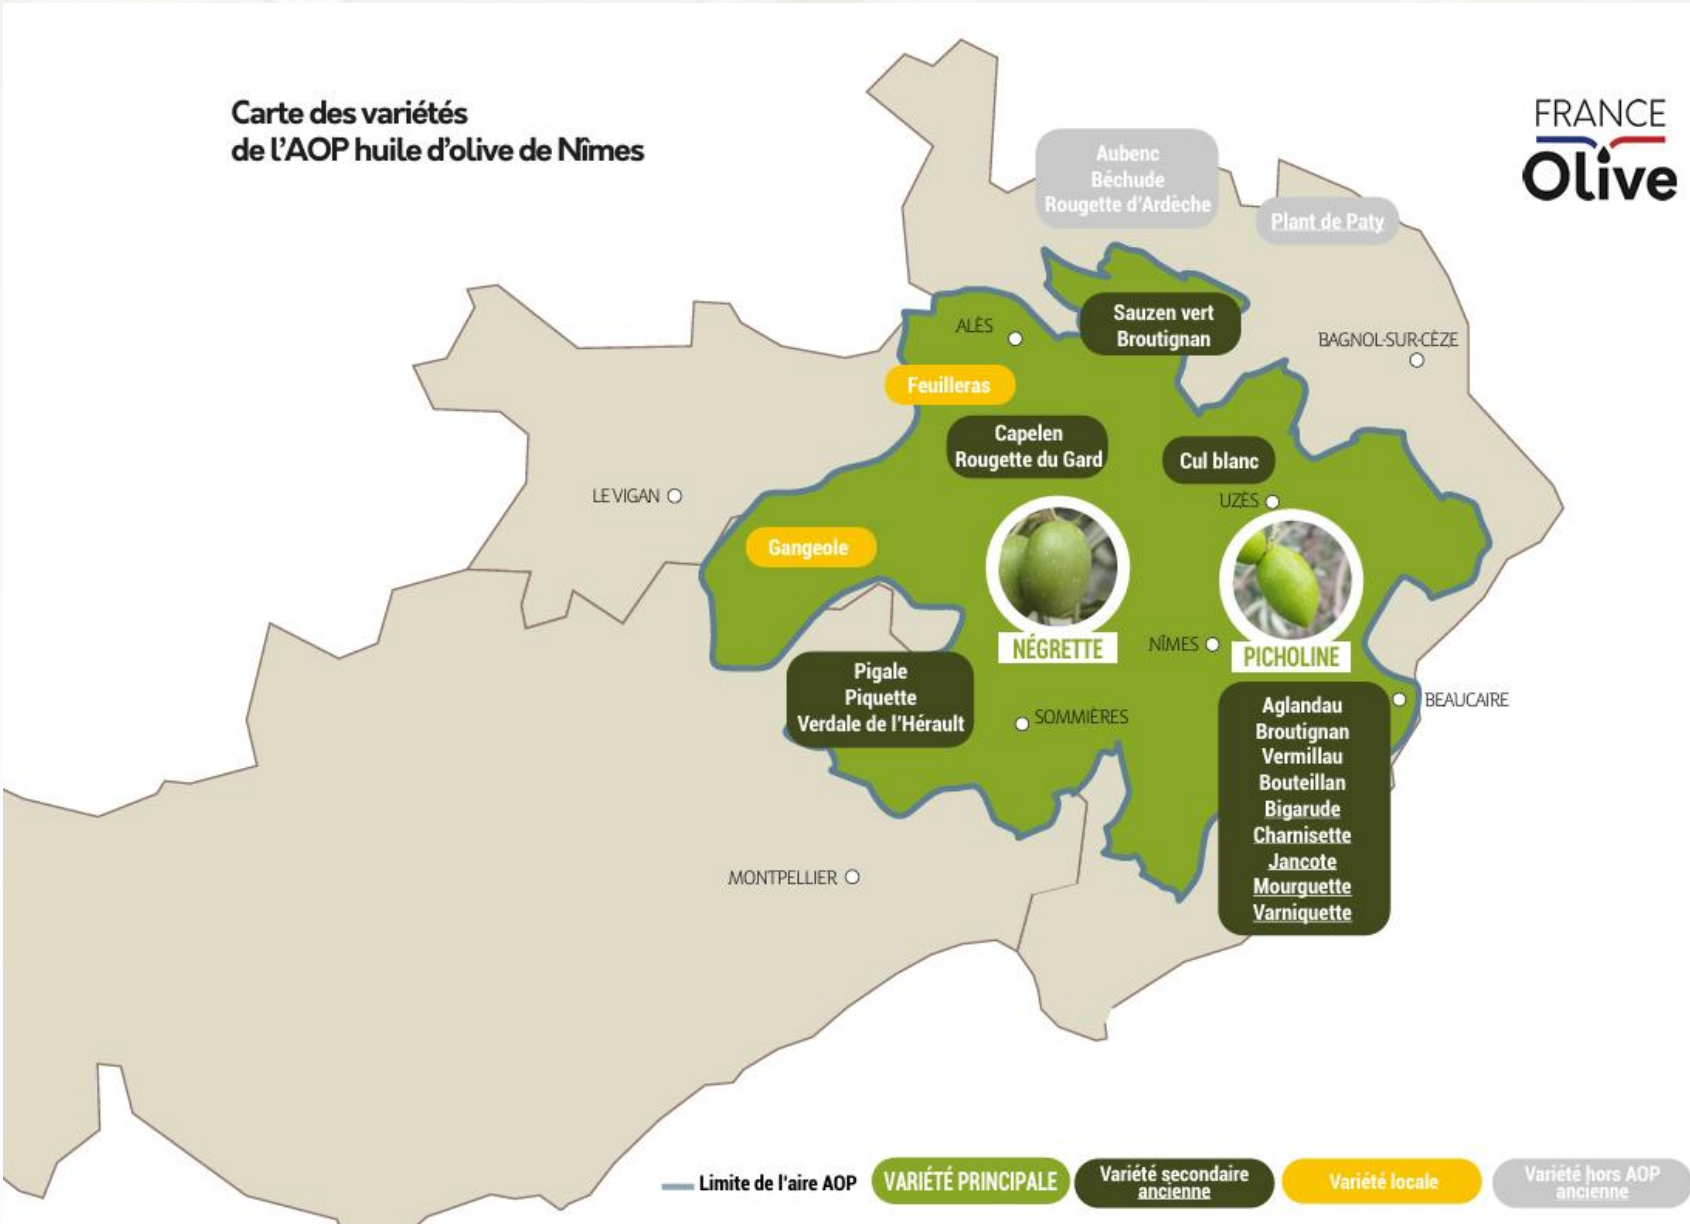 Carte des variétés
de l'AOP huile d'olive de Nîmes
FRANCE
Olive
Aubenc
Béchude
Rougette d'Ardèche
Plant de Paty
Sauzen vert
Broutignan
ALÈS
BAGNOL-SUR-CÈZE
Feuilleras
Capelen
Rougette du Gard
Cul blanc
LE VIGAN
UZÈS
Gangeole
NÉGRETTE
NÎMES
PICHOLINE
Pigale
Piquette
Verdale de l'Hérault
SOMMIÈRES
BEAUCAIRE
Aglandau
Broutignan
Vermillau
Bouteillan
Bigarude
Charnisette
Jancote
Mourguette
Varniquette
MONTPELLIER
Limite de l'aire AOP
VARIÉTÉ PRINCIPALE
Variété secondaire
ancienne
Variété locale
Variété hors AOP
ancienne